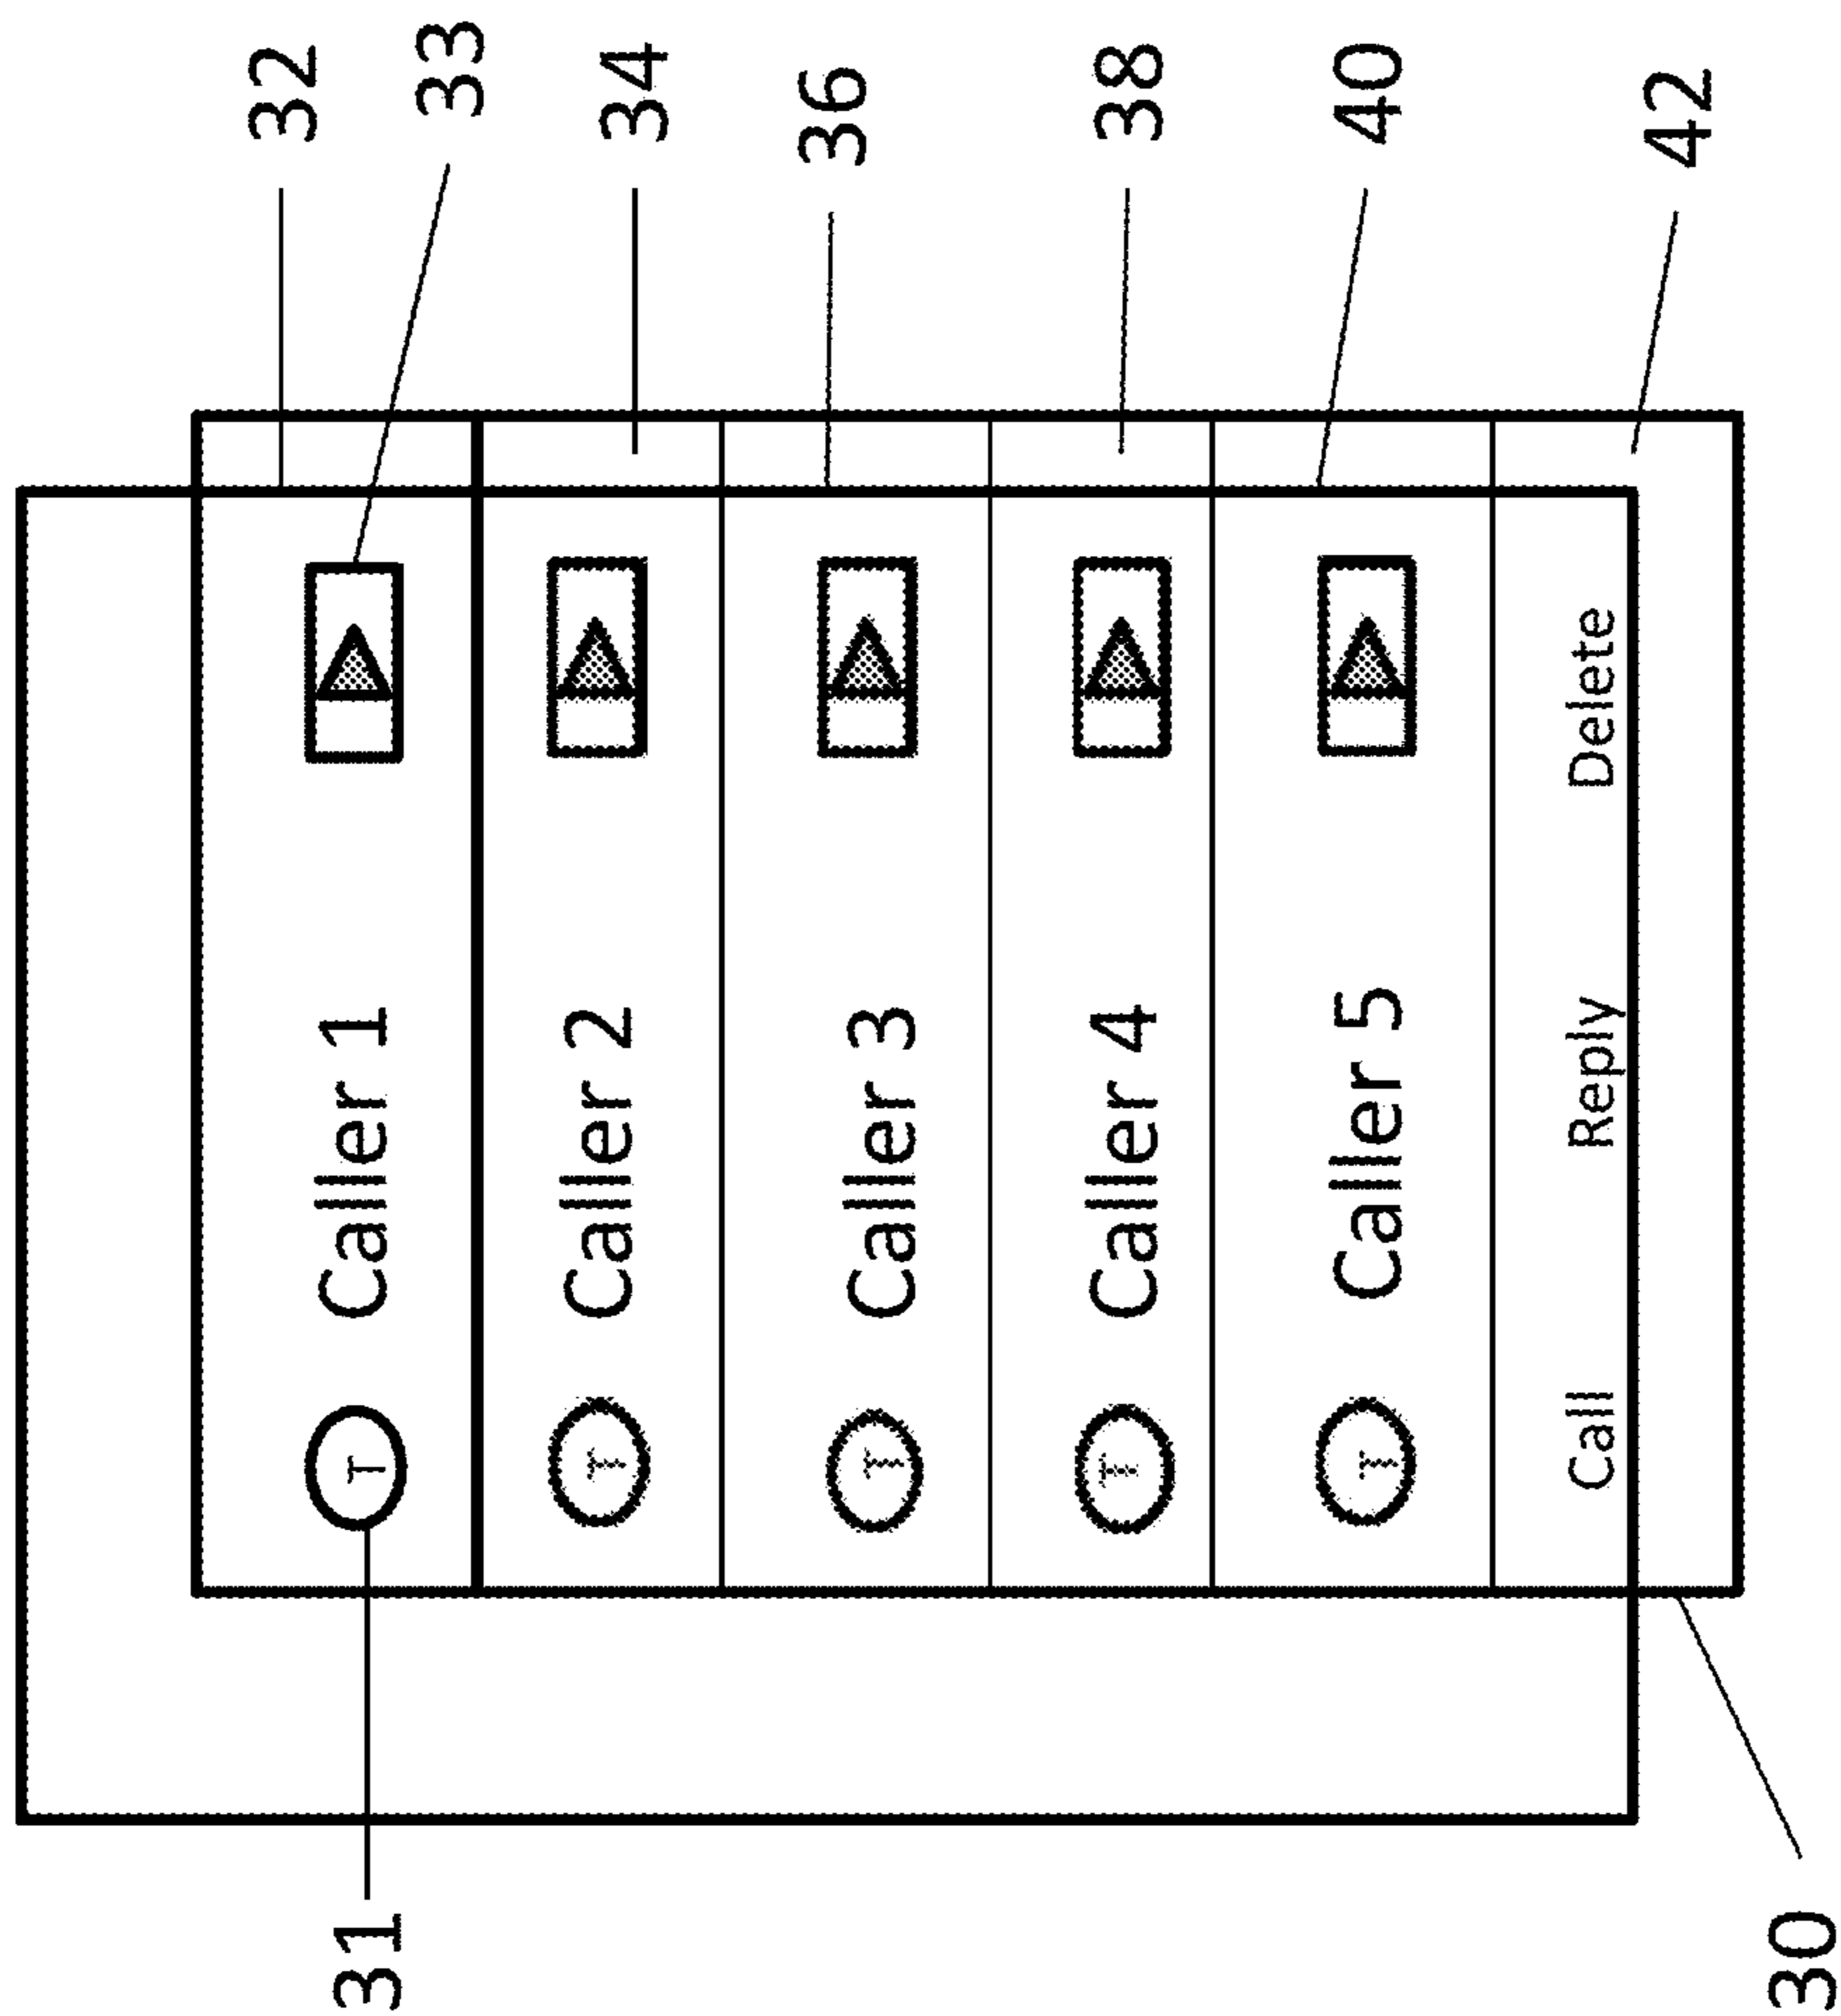 31 T Caller 1 32
33
T Caller 2 34
T Caller 3 36
T Caller 4 38
T Caller 5 40
Call Reply Delete 42
30